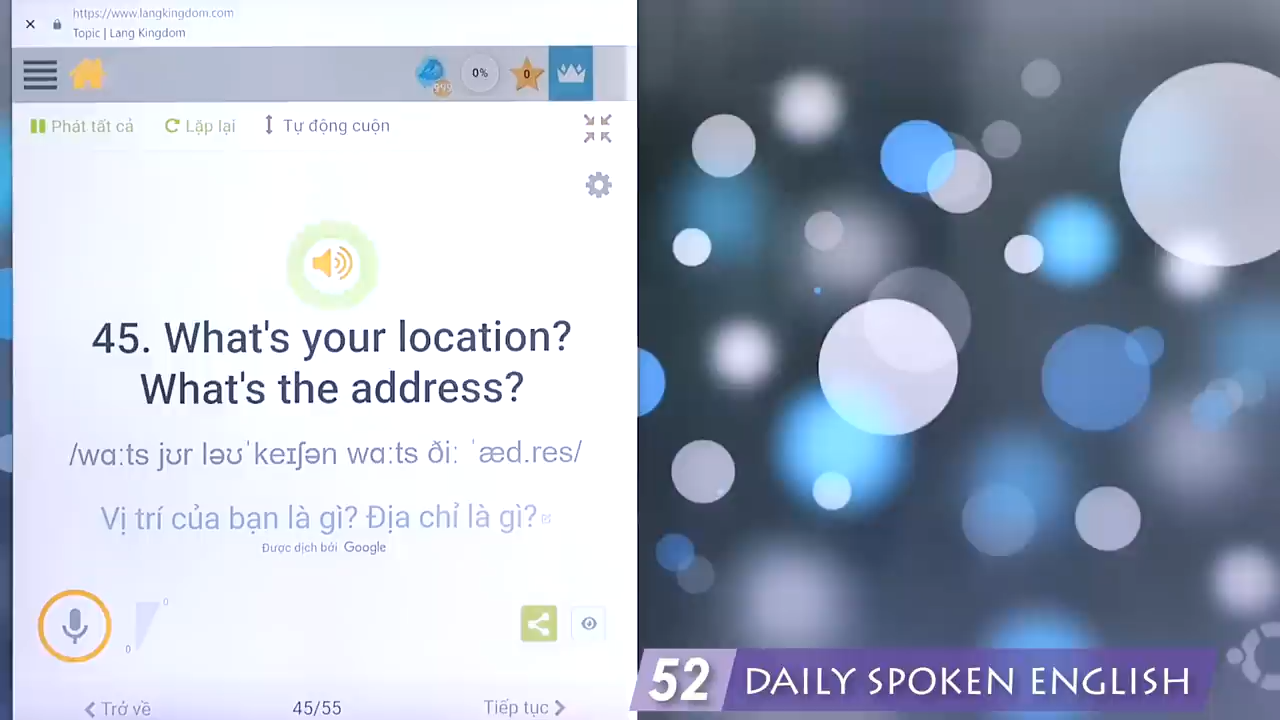 https://www.langkingdom.com
Topic | Lang Kingdom
999
0%
0
Phát tất cả
Lặp lại
Tự động cuộn
45. What's your location?
What's the address?
/wɑːts jʊr ləʊˈkeɪʃən wɑːts ðiː ˈæd.res/
Vị trí của bạn là gì? Địa chỉ là gì?
Được dịch bởi Google
0
0
Trở về
45/55
Tiếp tục
52 DAILY SPOKEN ENGLISH